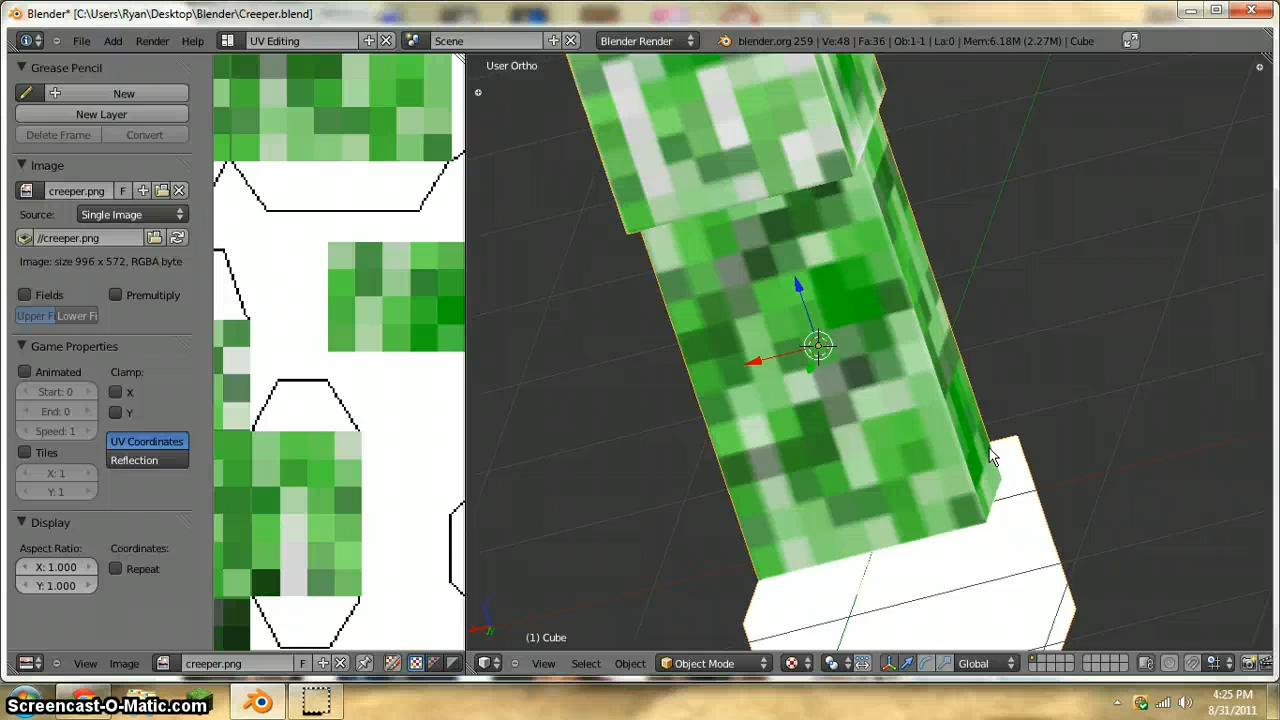 Blender* [C:\Users\Ryan\Desktop\Blender\Creeper.blend]
File Add Render Help UV Editing Scene Blender Render blender.org 259 | Ve:48 | Fa:36 | Ob:1-1 | La:0 | Mem:6.18M (2.27M) | Cube
Grease Pencil
New
New Layer
Delete Frame Convert
Image
creeper.png F
Source: Single Image
//creeper.png
Image: size 996 x 572, RGBA byte
Fields Premultiply
Upper Fi Lower Fi
Game Properties
Animated Clamp:
Start: 0 X
End: 0 Y
Speed: 1
UV Coordinates
Tiles Reflection
X: 1
Y: 1
Display
Aspect Ratio: Coordinates:
X: 1.000 Repeat
Y: 1.000
User Ortho
(1) Cube
View Image creeper.png F View Select Object Object Mode Global
Screencast-O-Matic.com
4:25 PM
8/31/2011